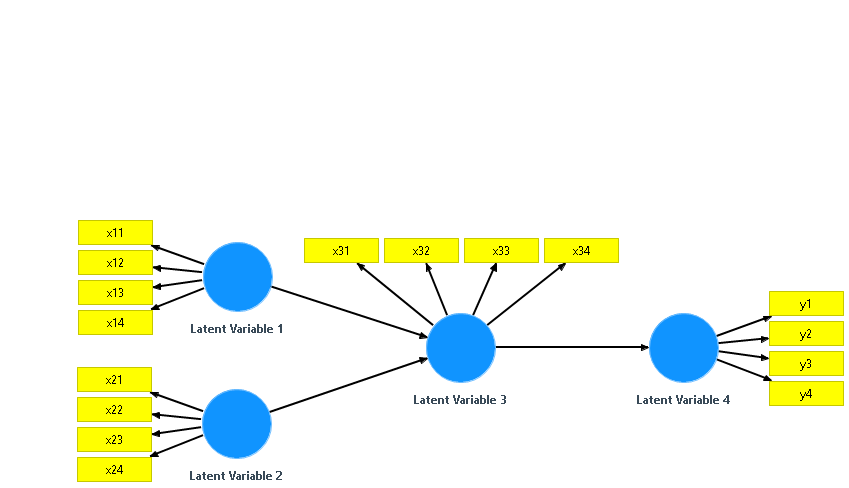 x11
x12
x13
x14
Latent Variable 1
x31
x32
x33
x34
x21
x22
x23
x24
Latent Variable 2
Latent Variable 3
y1
y2
y3
y4
Latent Variable 4